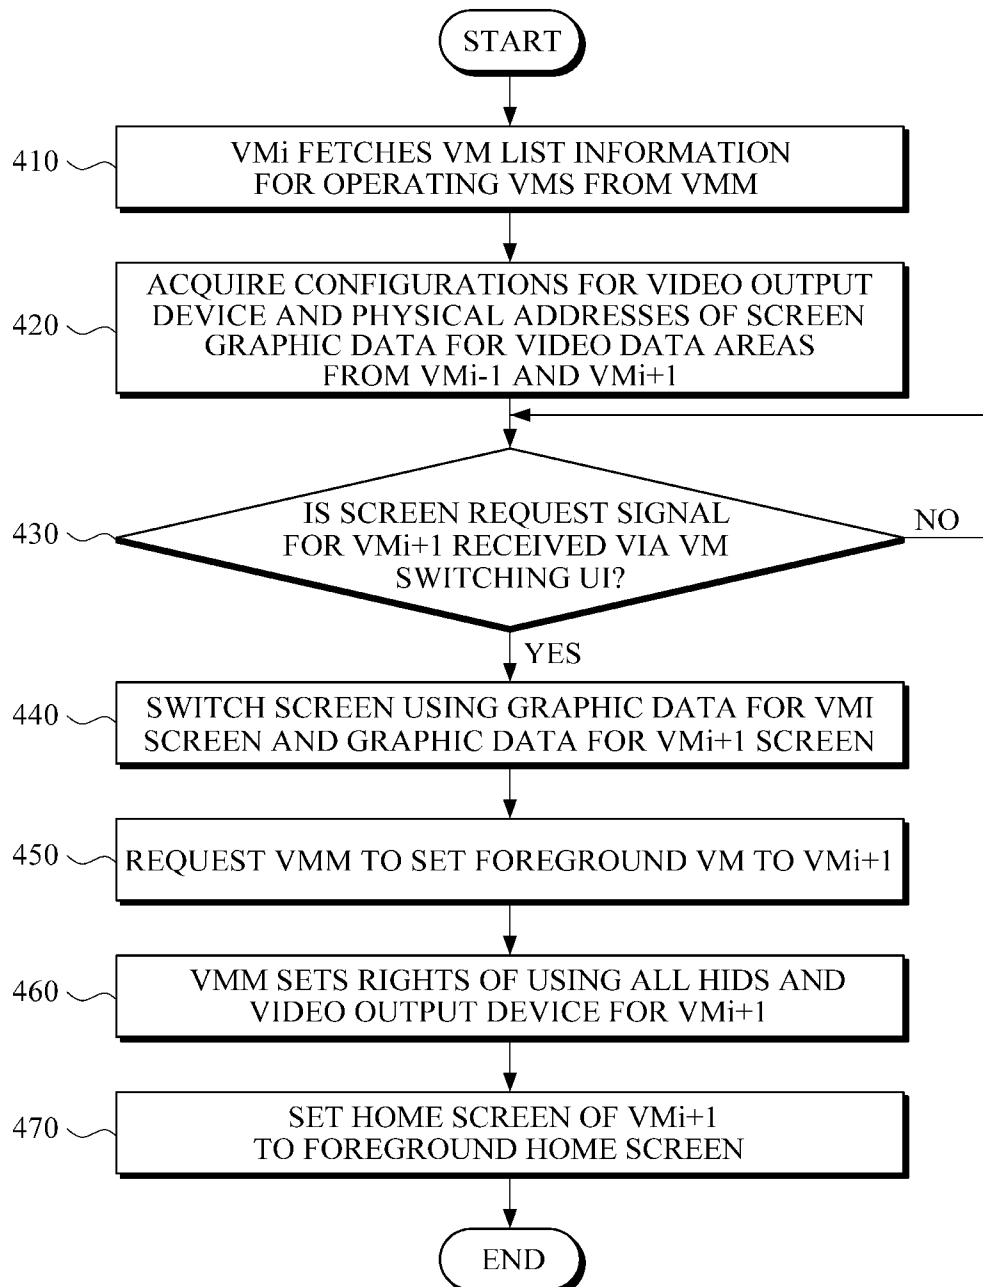 START
410
VMi FETCHES VM LIST INFORMATION
FOR OPERATING VMS FROM VMM
420
ACQUIRE CONFIGURATIONS FOR VIDEO OUTPUT
DEVICE AND PHYSICAL ADDRESSES OF SCREEN
GRAPHIC DATA FOR VIDEO DATA AREAS
FROM VMi-1 AND VMi+1
430
IS SCREEN REQUEST SIGNAL
FOR VMi+1 RECEIVED VIA VM
SWITCHING UI?
NO
YES
440
SWITCH SCREEN USING GRAPHIC DATA FOR VMI
SCREEN AND GRAPHIC DATA FOR VMi+1 SCREEN
450
REQUEST VMM TO SET FOREGROUND VM TO VMi+1
460
VMM SETS RIGHTS OF USING ALL HIDS AND
VIDEO OUTPUT DEVICE FOR VMi+1
470
SET HOME SCREEN OF VMi+1
TO FOREGROUND HOME SCREEN
END